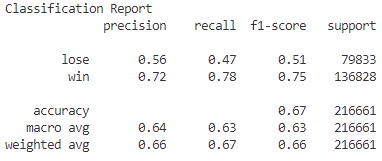 Classification Report
precision recall f1-score support
lose 0.56 0.47 0.51 79833
win 0.72 0.78 0.75 136828
accuracy 0.67 216661
macro avg 0.64 0.63 0.63 216661
weighted avg 0.66 0.67 0.66 216661